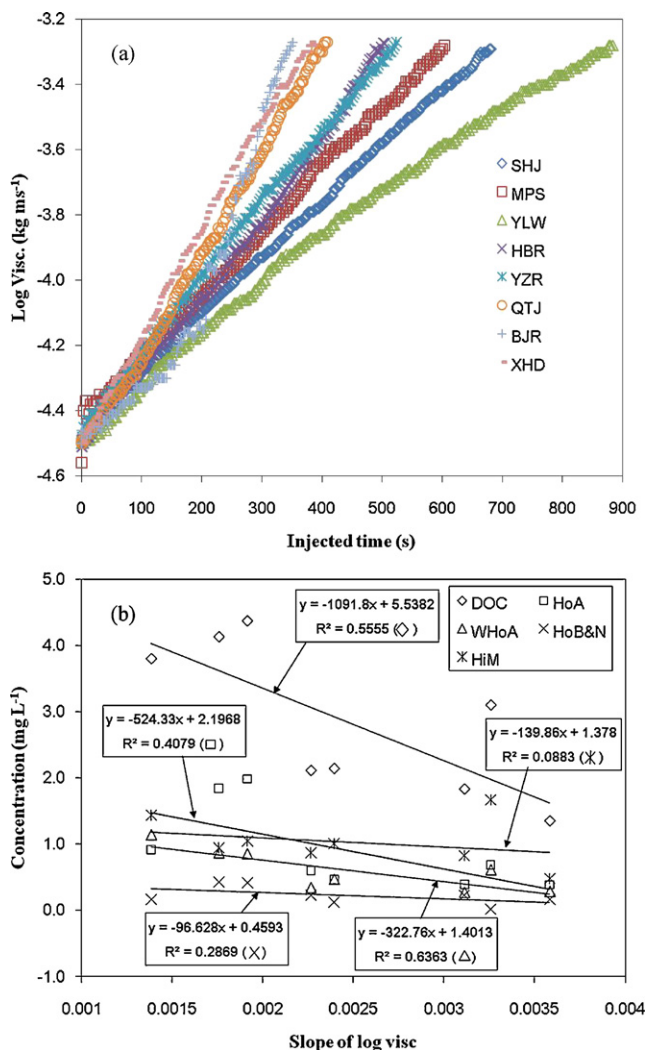 (a)
-3.2
-3.4
-3.6
-3.8
-4.0
-4.2
-4.4
-4.6
Log Visc. (kg ms-1)
SHJ
MPS
YLW
HBR
YZR
QTJ
BJR
XHD
0 100 200 300 400 500 600 700 800 900
Injected time (s)
(b)
5.0
4.0
3.0
2.0
1.0
0.0
-1.0
Concentration (mg L-1)
DOC HoA
WHoA HoB&N
HiM
y = -1091.8x + 5.5382
R² = 0.5555 (◇)
y = -524.33x + 2.1968
R² = 0.4079 (□)
y = -139.86x + 1.378
R² = 0.0883 (ж)
y = -96.628x + 0.4593
R² = 0.2869 (×)
y = -322.76x + 1.4013
R² = 0.6363 (△)
0.001 0.0015 0.002 0.0025 0.003 0.0035 0.004
Slope of log visc